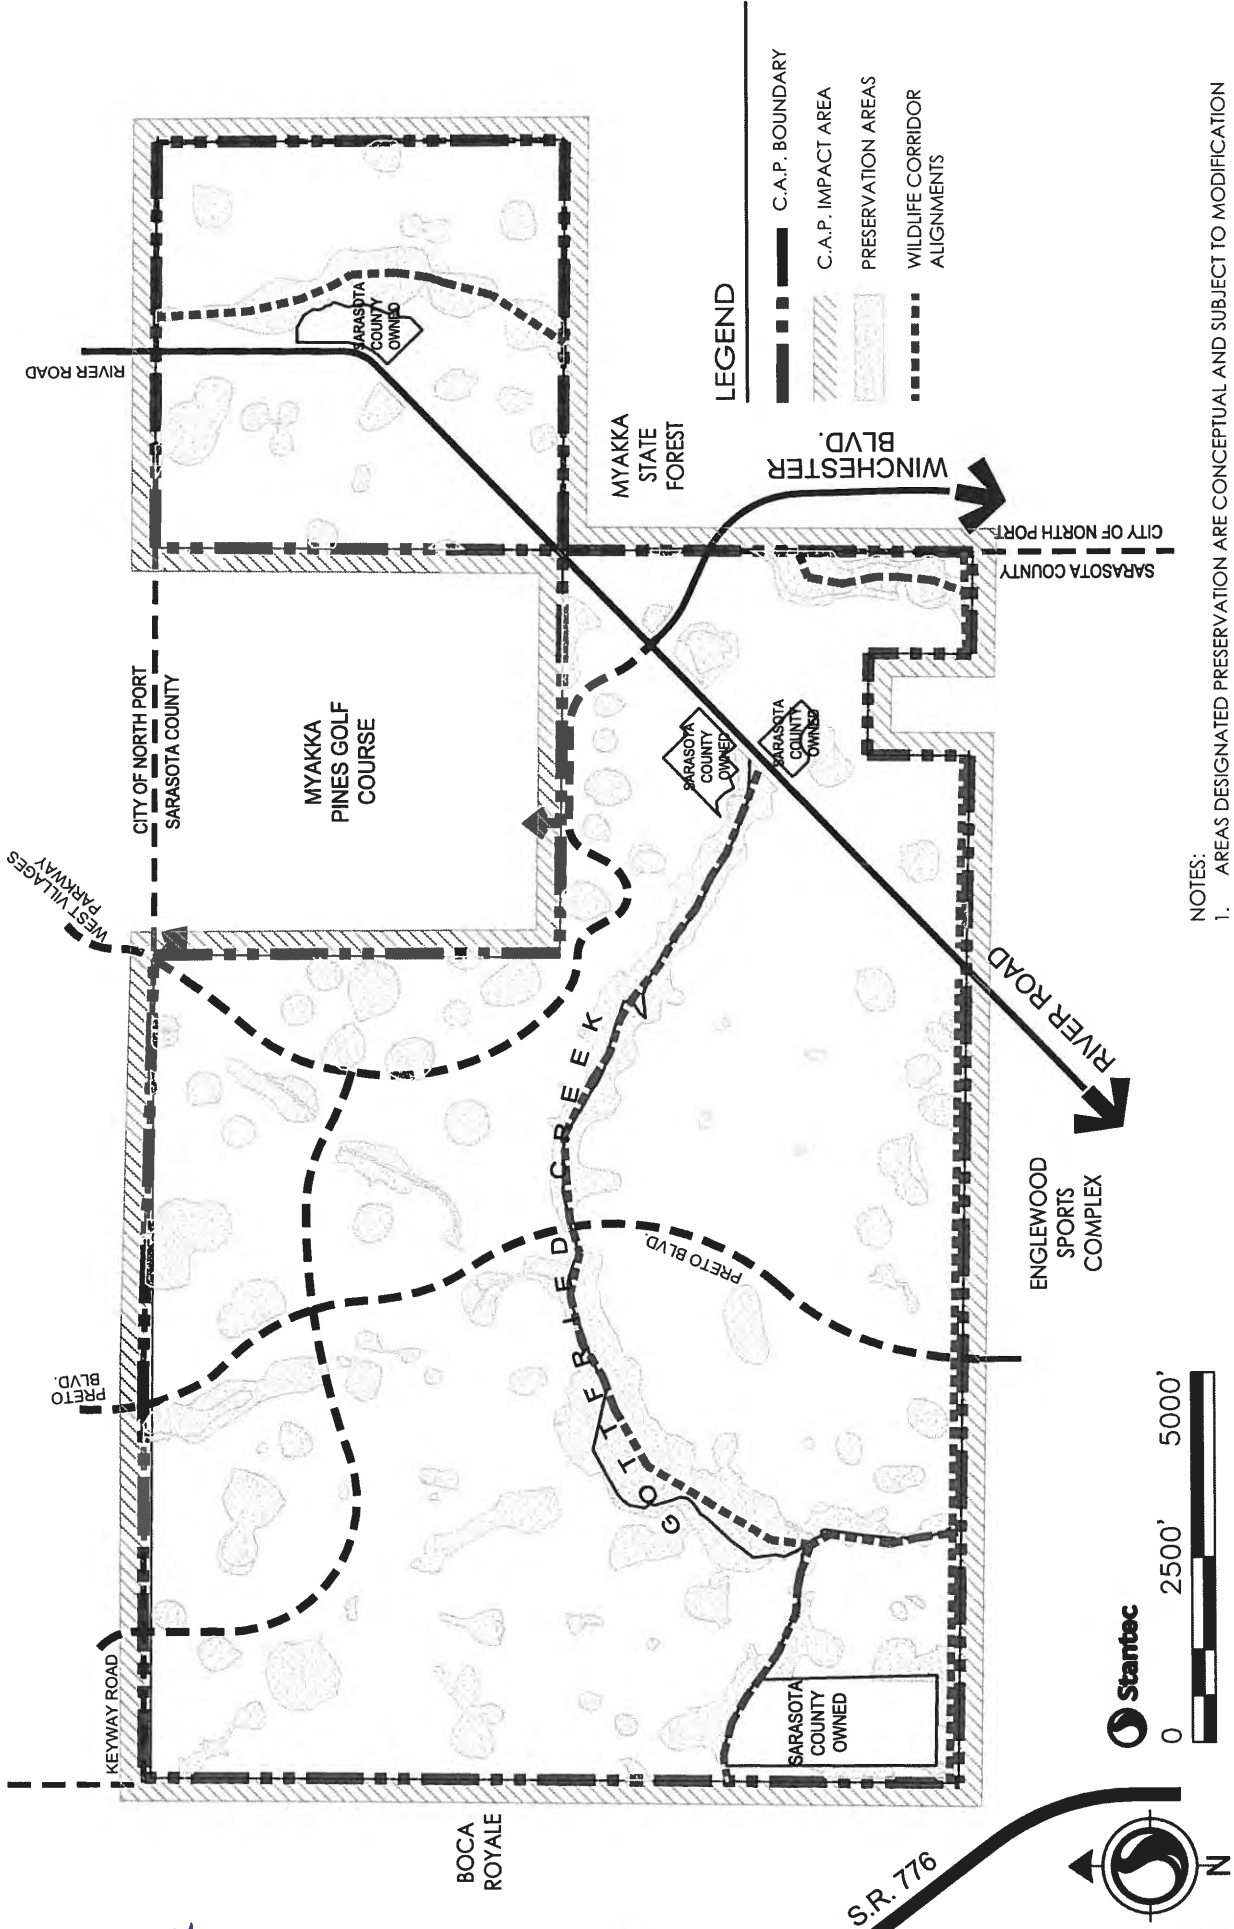 RIVER ROAD
CITY OF NORTH PORT
SARASOTA COUNTY
WEST VILLAGES
PARKWAY
PRETO
BLVD.
KEYWAY ROAD
MYAKKA
PINES GOLF
COURSE
SARASOTA
COUNTY
OWNED
MYAKKA
STATE
FOREST
WINCHESTER
BLVD.
CITY OF NORTH PORT
SARASOTA COUNTY
SARASOTA
COUNTY
OWNED
SARASOTA
COUNTY
OWNED
GOTTFRIED CREEK
PRETO BLVD.
RIVER ROAD
SARASOTA
COUNTY
OWNED
BOCA
ROYALE
ENGLEWOOD
SPORTS
COMPLEX
S.R. 776
LEGEND
C.A.P. BOUNDARY
C.A.P. IMPACT AREA
PRESERVATION AREAS
WILDLIFE CORRIDOR
ALIGNMENTS
N
Stantec
0 2500' 5000'
NOTES:
1. AREAS DESIGNATED PRESERVATION ARE CONCEPTUAL AND SUBJECT TO MODIFICATION